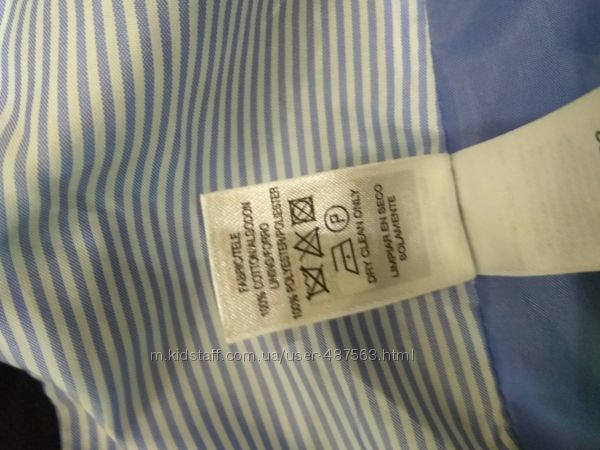 FABRIC/TELE
100% COTTON/ALGODON
LINING/FORRO
100% POLYESTER/POLIESTER
P
DRY CLEAN ONLY
LIMPIAR EN SECO
SOLAMENTE
m.kidstaff.com.ua/user-487563.html